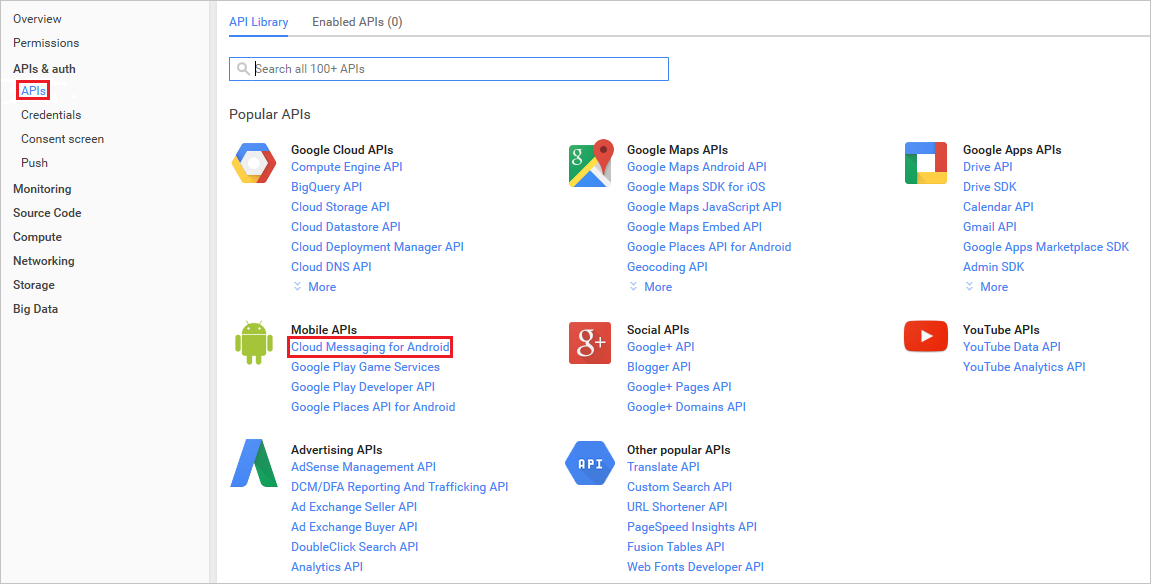 Overview
Permissions
APIs & auth
APIs
Credentials
Consent screen
Push
Monitoring
Source Code
Compute
Networking
Storage
Big Data
API Library
Enabled APIs (0)
Search all 100+ APIs
Popular APIs
Google Cloud APIs
Compute Engine API
BigQuery API
Cloud Storage API
Cloud Datastore API
Cloud Deployment Manager API
Cloud DNS API
More
g
Google Maps APIs
Google Maps Android API
Google Maps SDK for iOS
Google Maps JavaScript API
Google Maps Embed API
Google Places API for Android
Geocoding API
More
Google Apps APIs
Drive API
Drive SDK
Calendar API
Gmail API
Google Apps Marketplace SDK
Admin SDK
More
Mobile APIs
Cloud Messaging for Android
Google Play Game Services
Google Play Developer API
Google Places API for Android
g+
Social APIs
Google+ API
Blogger API
Google+ Pages API
Google+ Domains API
YouTube APIs
YouTube Data API
YouTube Analytics API
Advertising APIs
AdSense Management API
DCM/DFA Reporting And Trafficking API
Ad Exchange Seller API
Ad Exchange Buyer API
DoubleClick Search API
Analytics API
API
Other popular APIs
Translate API
Custom Search API
URL Shortener API
PageSpeed Insights API
Fusion Tables API
Web Fonts Developer API